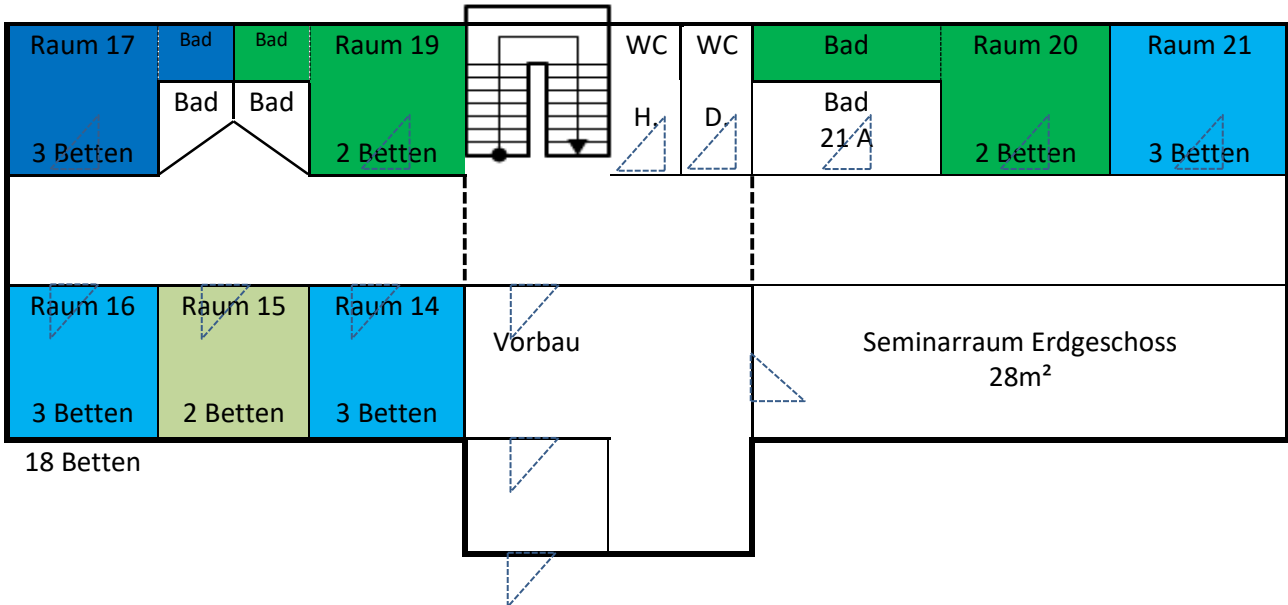 Raum 17
Bad
Bad
Raum 19
WC
WC
Bad
Raum 20
Raum 21
Bad
Bad
H.
D.
Bad
21 A
3 Betten
2 Betten
2 Betten
3 Betten
Raum 16
Raum 15
Raum 14
Vorbau
Seminarraum Erdgeschoss
28m²
3 Betten
2 Betten
3 Betten
18 Betten